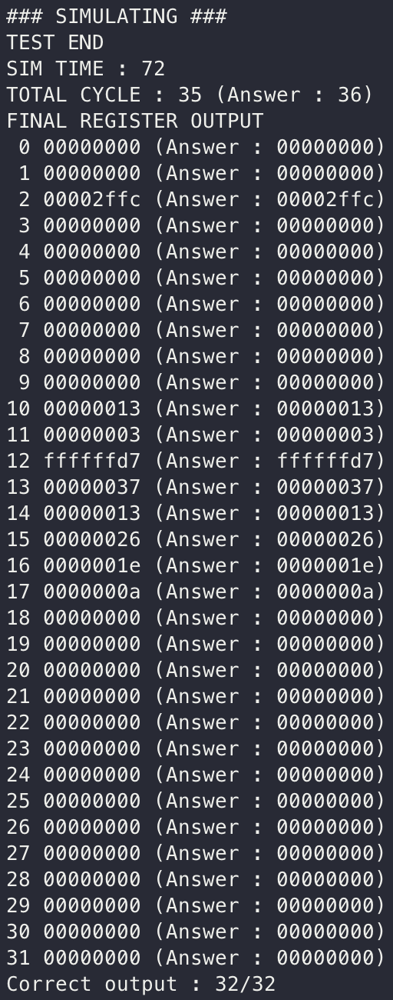 ### SIMULATING ###
TEST END
SIM TIME : 72
TOTAL CYCLE : 35 (Answer : 36)
FINAL REGISTER OUTPUT
 0 00000000 (Answer : 00000000)
 1 00000000 (Answer : 00000000)
 2 00002ffc (Answer : 00002ffc)
 3 00000000 (Answer : 00000000)
 4 00000000 (Answer : 00000000)
 5 00000000 (Answer : 00000000)
 6 00000000 (Answer : 00000000)
 7 00000000 (Answer : 00000000)
 8 00000000 (Answer : 00000000)
 9 00000000 (Answer : 00000000)
10 00000013 (Answer : 00000013)
11 00000003 (Answer : 00000003)
12 ffffffd7 (Answer : ffffffd7)
13 00000037 (Answer : 00000037)
14 00000013 (Answer : 00000013)
15 00000026 (Answer : 00000026)
16 0000001e (Answer : 0000001e)
17 0000000a (Answer : 0000000a)
18 00000000 (Answer : 00000000)
19 00000000 (Answer : 00000000)
20 00000000 (Answer : 00000000)
21 00000000 (Answer : 00000000)
22 00000000 (Answer : 00000000)
23 00000000 (Answer : 00000000)
24 00000000 (Answer : 00000000)
25 00000000 (Answer : 00000000)
26 00000000 (Answer : 00000000)
27 00000000 (Answer : 00000000)
28 00000000 (Answer : 00000000)
29 00000000 (Answer : 00000000)
30 00000000 (Answer : 00000000)
31 00000000 (Answer : 00000000)
Correct output : 32/32